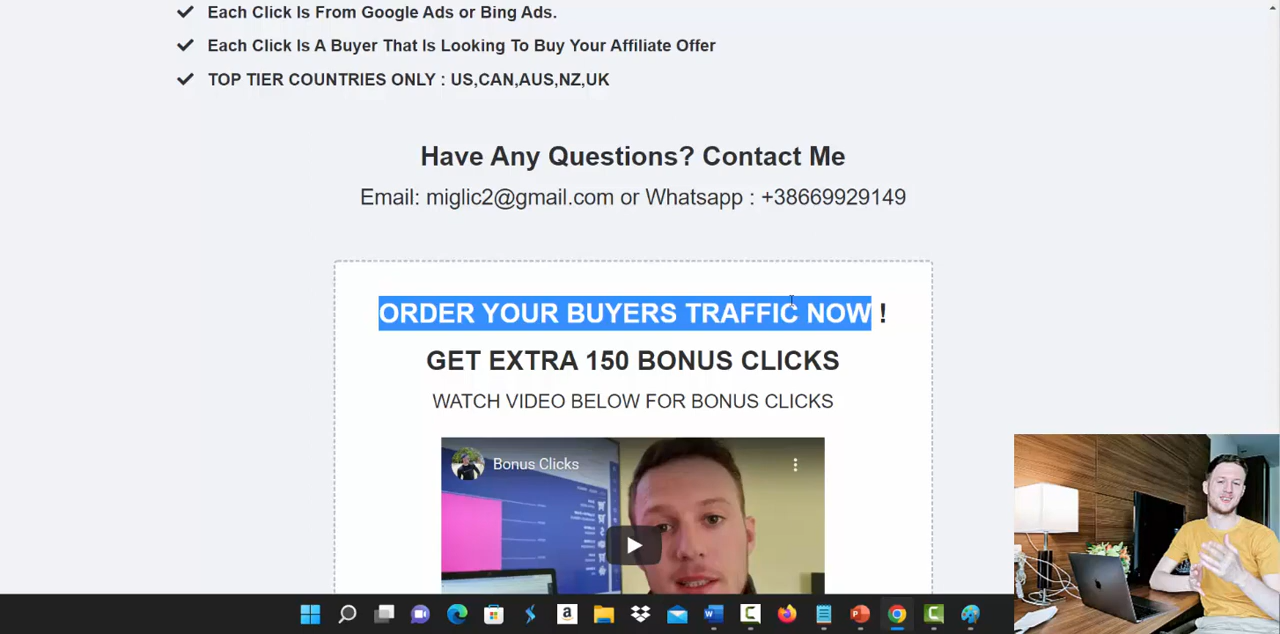 Each Click Is From Google Ads or Bing Ads.
Each Click Is A Buyer That Is Looking To Buy Your Affiliate Offer
TOP TIER COUNTRIES ONLY : US,CAN,AUS,NZ,UK
Have Any Questions? Contact Me
Email: miglic2@gmail.com or Whatsapp : +38669929149
ORDER YOUR BUYERS TRAFFIC NOW !
GET EXTRA 150 BONUS CLICKS
WATCH VIDEO BELOW FOR BONUS CLICKS
Bonus Clicks